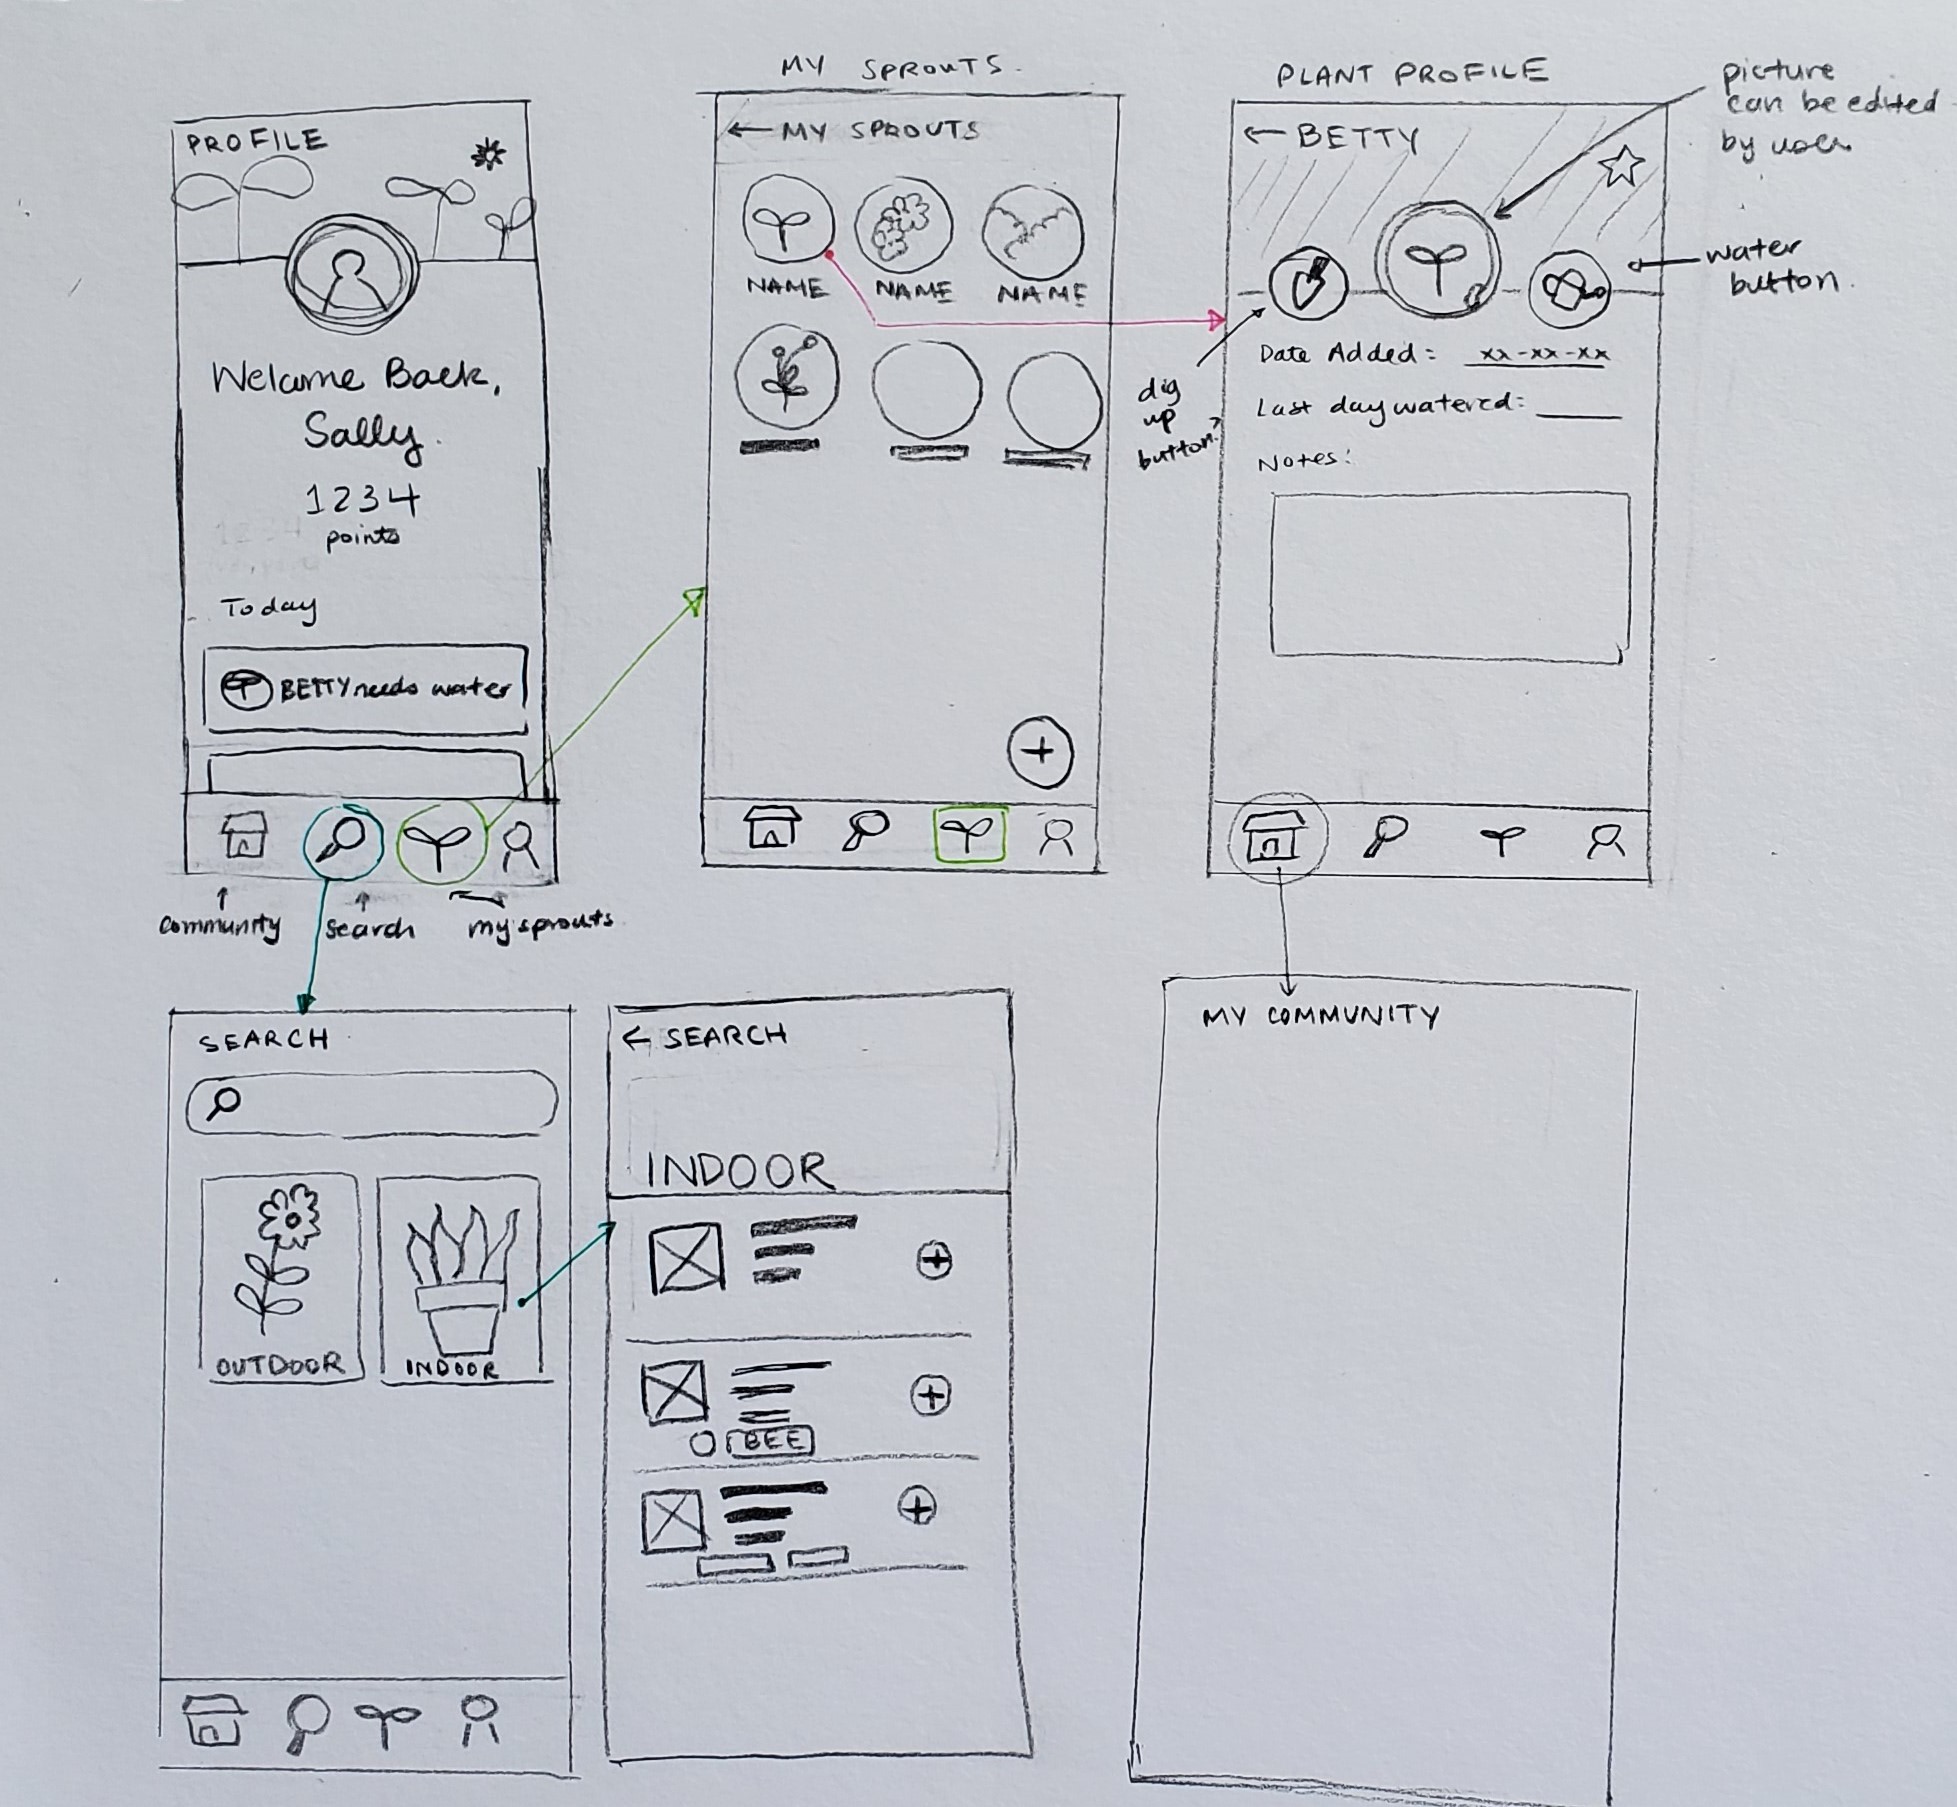 PROFILE
Welcome Back,
Sally.
1234
points
Today
BETTY needs water
community
search
my sprouts
MY SPROUTS.
← MY SPROUTS
NAME NAME NAME
PLANT PROFILE
← BETTY
picture
can be edited
by user
water
button.
dig
up
button?
Date Added: xx-xx-xx
Last day watered:
Notes:
SEARCH
OUTDOOR
INDOOR
← SEARCH
INDOOR
BEE
MY COMMUNITY